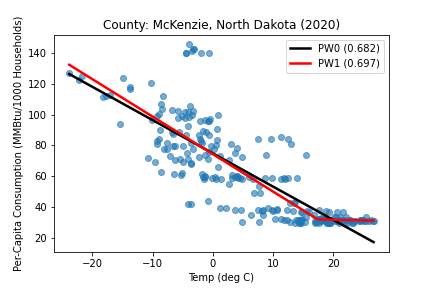 County: McKenzie, North Dakota (2020)
PW0 (0.682)
PW1 (0.697)
Per-Capita Consumption (MMBtu/1000 Households)
140
120
100
80
60
40
20
−20 −10 0 10 20
Temp (deg C)